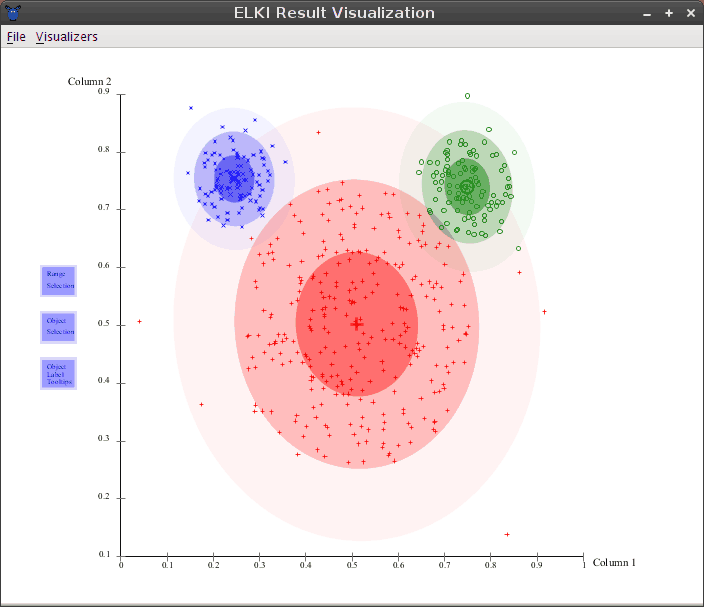 ELKI Result Visualization
File Visualizers
Column 2
0.9
0.8
0.7
0.6
0.5
0.4
0.3
0.2
0.1
Range
Selection
Object
Selection
Object
Label
Tooltips
0 0.1 0.2 0.3 0.4 0.5 0.6 0.7 0.8 0.9 1
Column 1